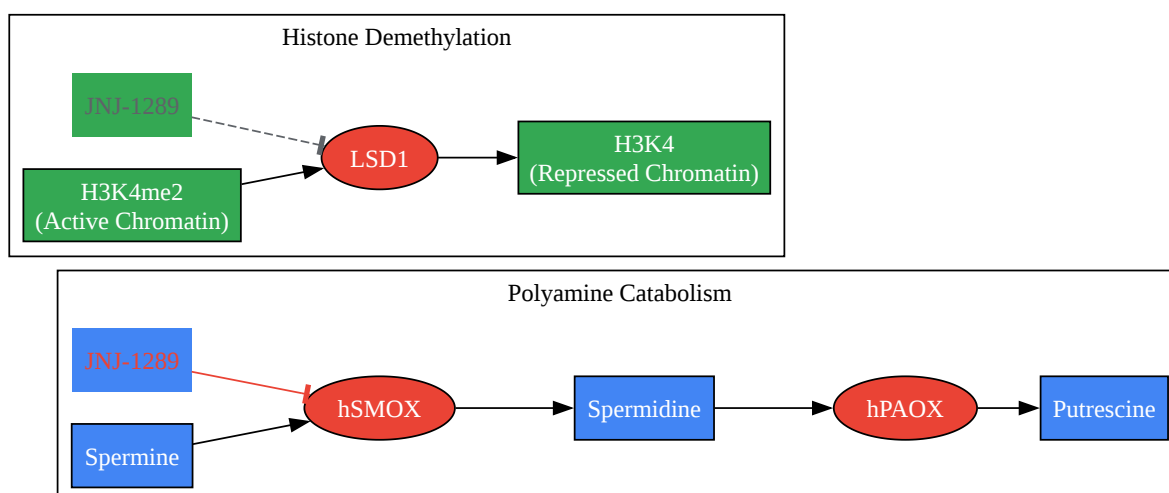 Histone Demethylation
JNJ-1289
LSD1
H3K4
(Repressed Chromatin)
H3K4me2
(Active Chromatin)
Polyamine Catabolism
JNJ-1289
hSMOX
Spermidine
hPAOX
Putrescine
Spermine